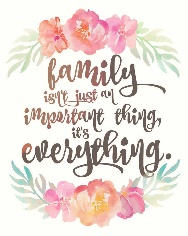 family
isn't just an
important thing,
it's
everything.